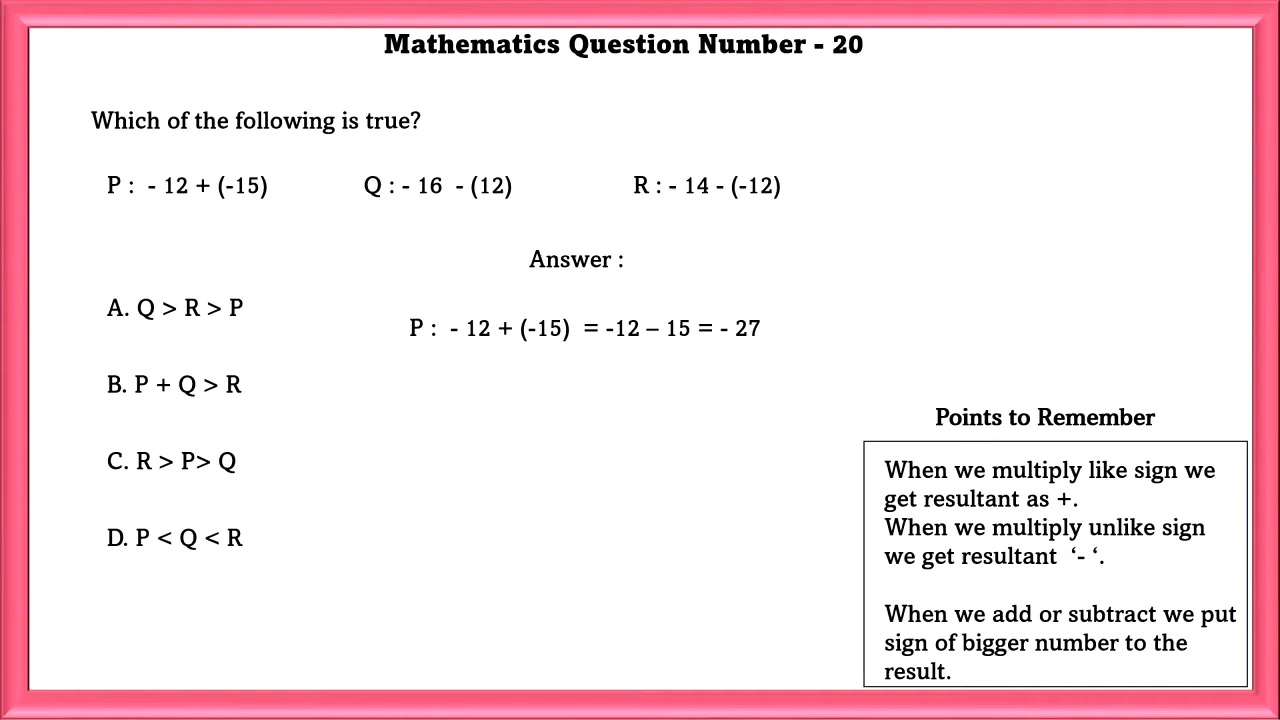 Mathematics Question Number - 20
Which of the following is true?
P :  - 12 + (-15)    Q : - 16  - (12)    R : - 14 - (-12)
Answer :
A. Q > R > P
P :  - 12 + (-15)  = -12 – 15 = - 27
B. P + Q > R
C. R > P> Q
D. P < Q < R
Points to Remember
When we multiply like sign we
get resultant as +.
When we multiply unlike sign
we get resultant  ‘- ‘.
When we add or subtract we put
sign of bigger number to the
result.